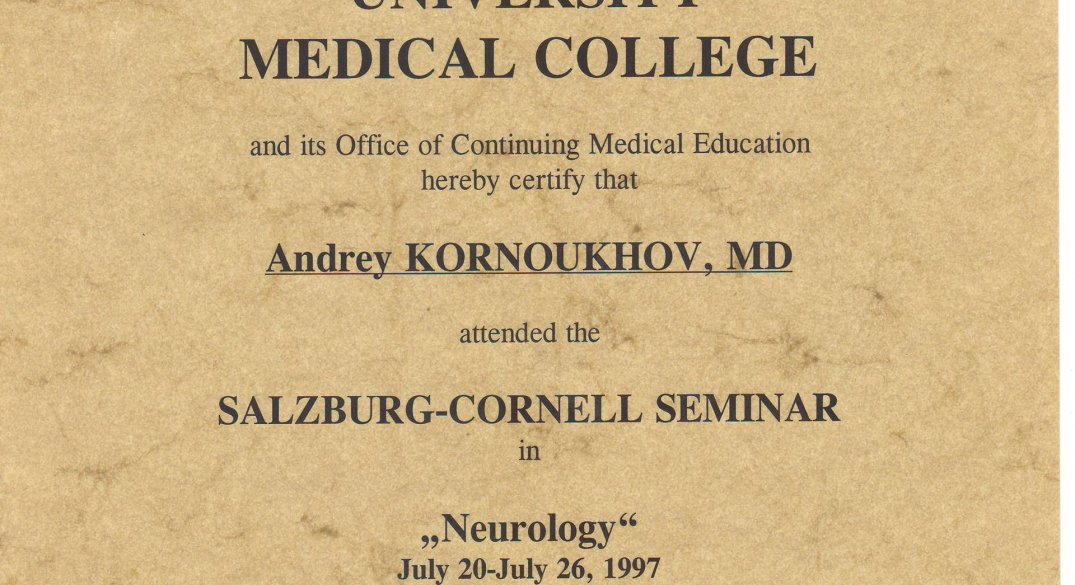 UNIVERSITY
MEDICAL COLLEGE
and its Office of Continuing Medical Education
hereby certify that
Andrey KORNOUKHOV, MD
attended the
SALZBURG-CORNELL SEMINAR
in
„Neurology“
July 20-July 26, 1997